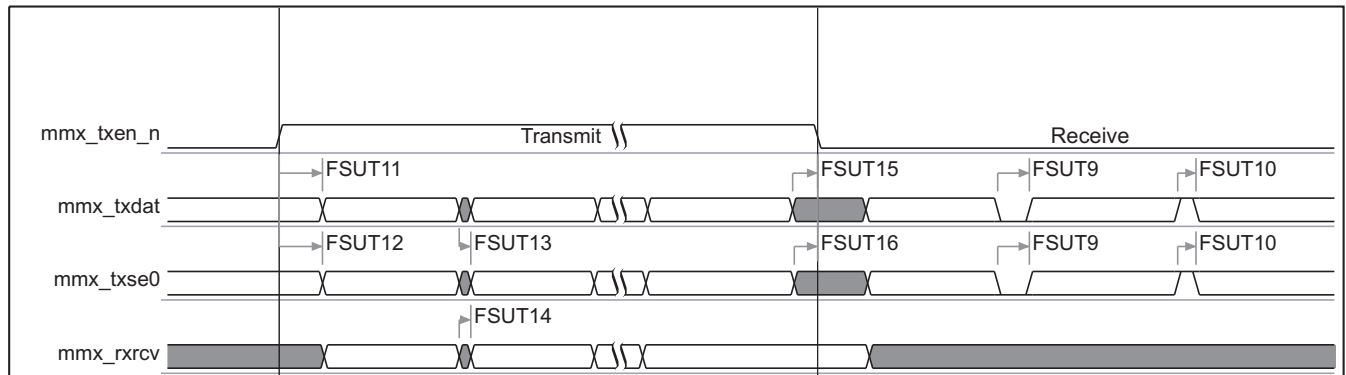 mmx_txen_n Transmit Receive
FSUT11 FSUT15 FSUT9 FSUT10
mmx_txdat
FSUT12 FSUT13 FSUT16 FSUT9 FSUT10
mmx_txse0
FSUT14
mmx_rxrcv